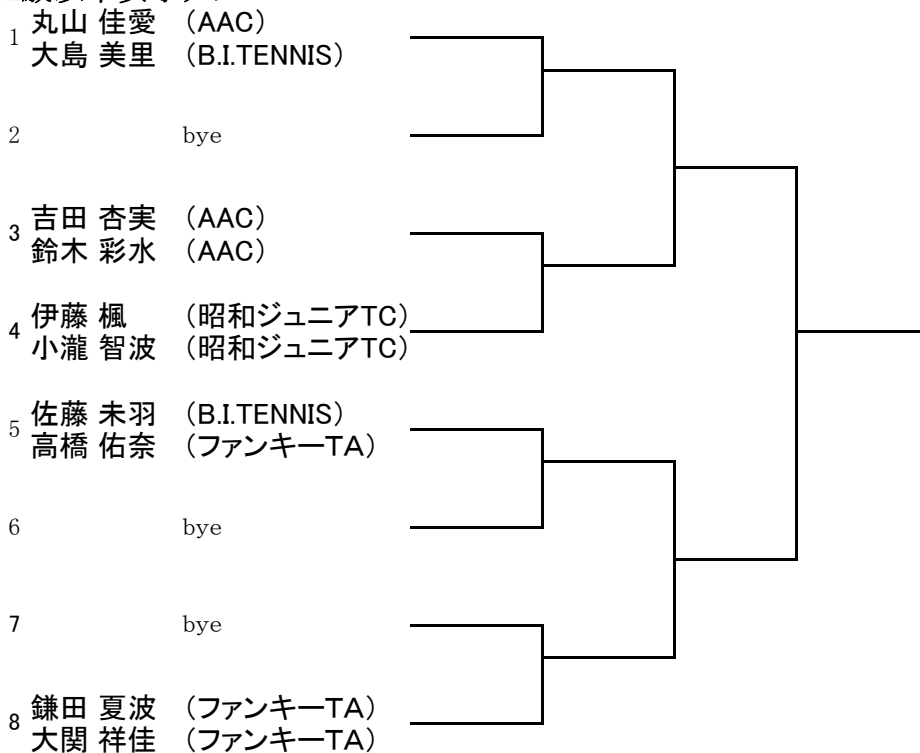 1 丸山 佳愛 （AAC）
大島 美里 （B.I.TENNIS）
2 bye
3 吉田 杏実 （AAC）
鈴木 彩水 （AAC）
4 伊藤 楓 （昭和ジュニアTC）
小瀧 智波 （昭和ジュニアTC）
5 佐藤 未羽 （B.I.TENNIS）
高橋 佑奈 （ファンキーTA）
6 bye
7 bye
8 鎌田 夏波 （ファンキーTA）
大関 祥佳 （ファンキーTA）